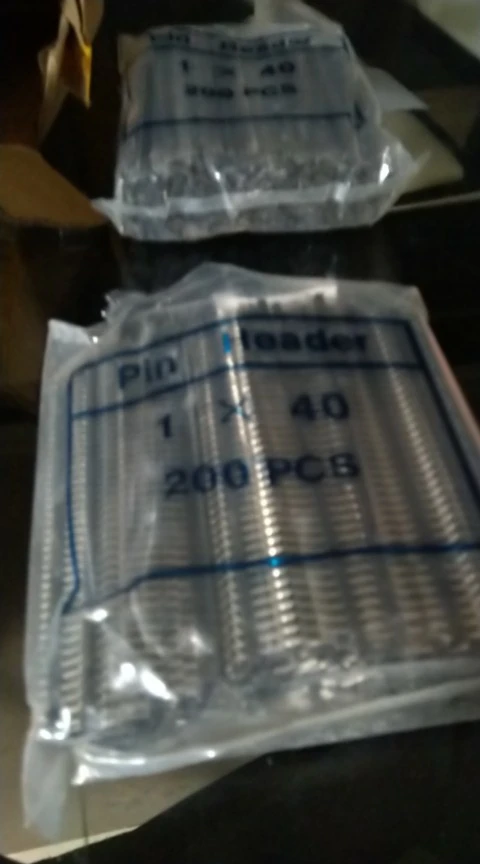 Pin Header
1 X 40
200 PCS
Pin Header
1 X 40
200 PCS